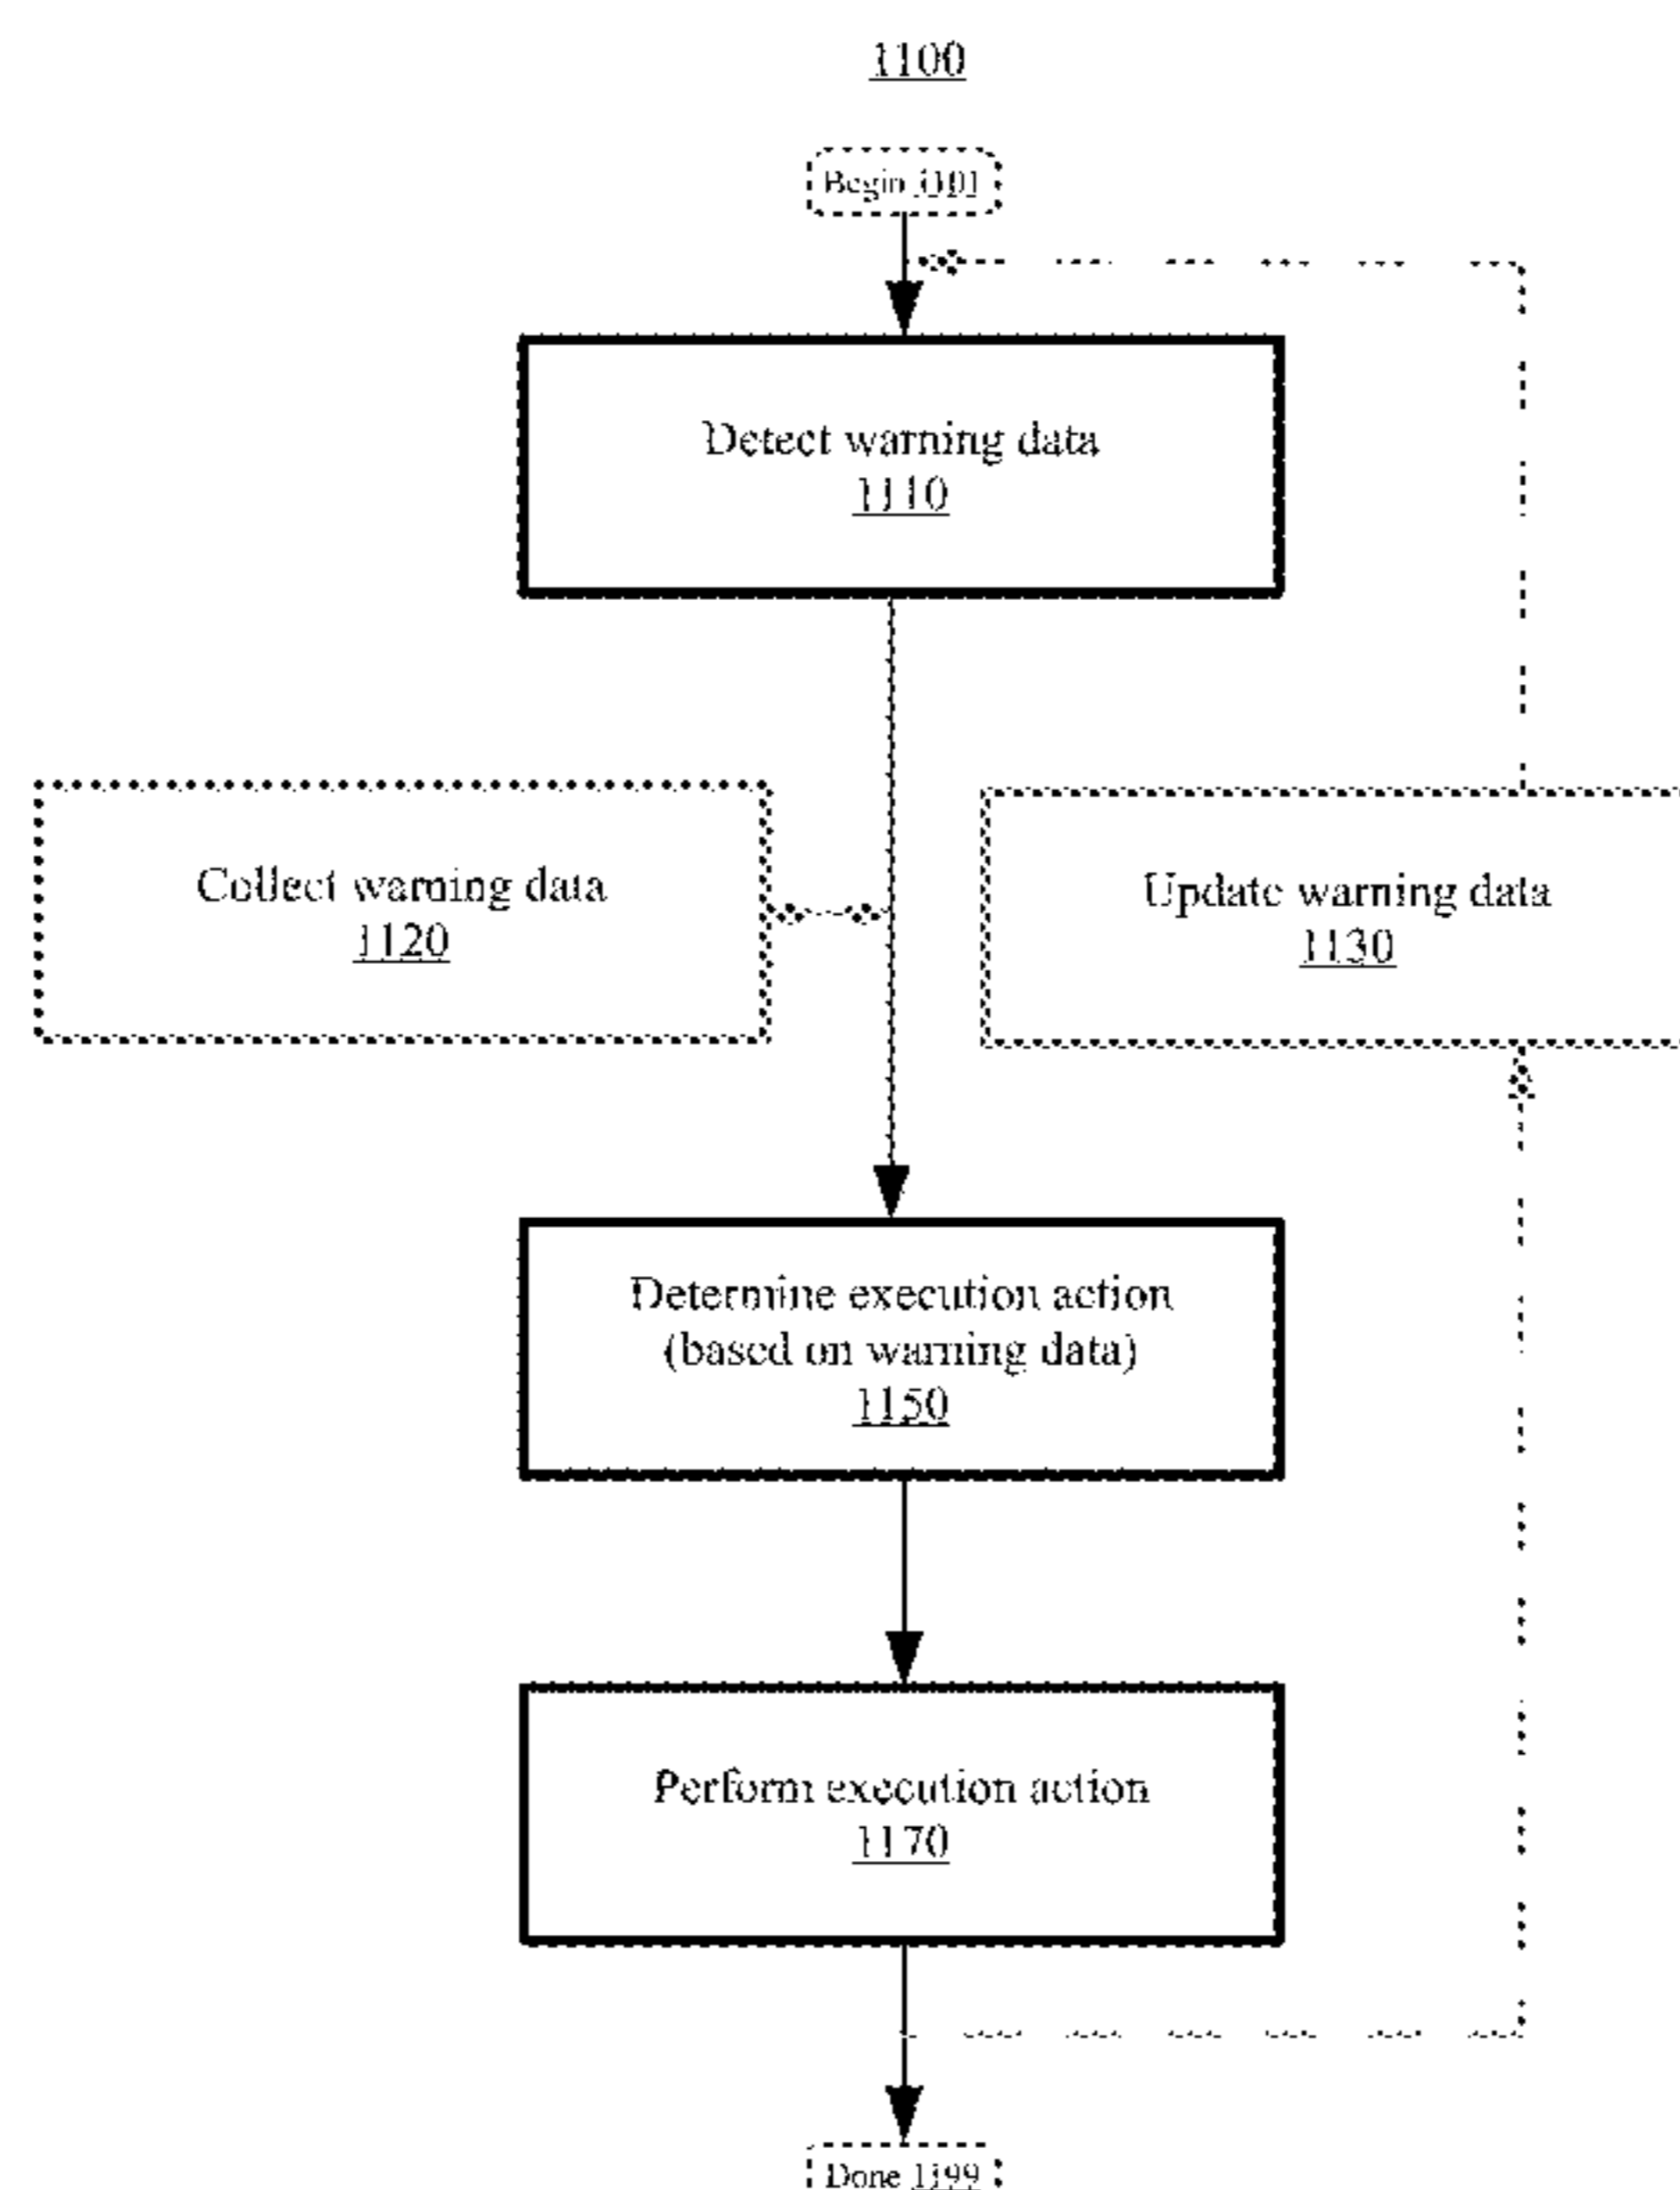 1100
Begin 1101
Detect warning data
1110
Collect warning data
1120
Update warning data
1130
Determine execution action
(based on warning data)
1150
Perform execution action
1170
Done 1199